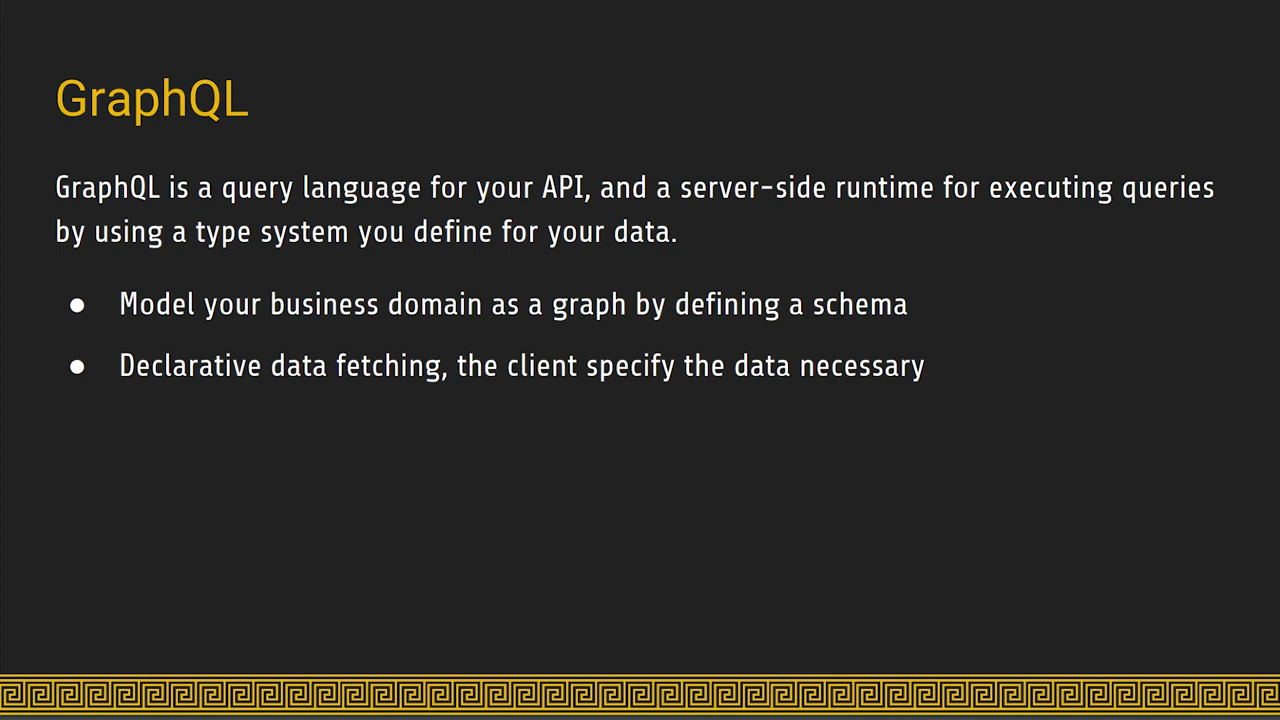 GraphQL
GraphQL is a query language for your API, and a server-side runtime for executing queries
by using a type system you define for your data.
● Model your business domain as a graph by defining a schema
● Declarative data fetching, the client specify the data necessary